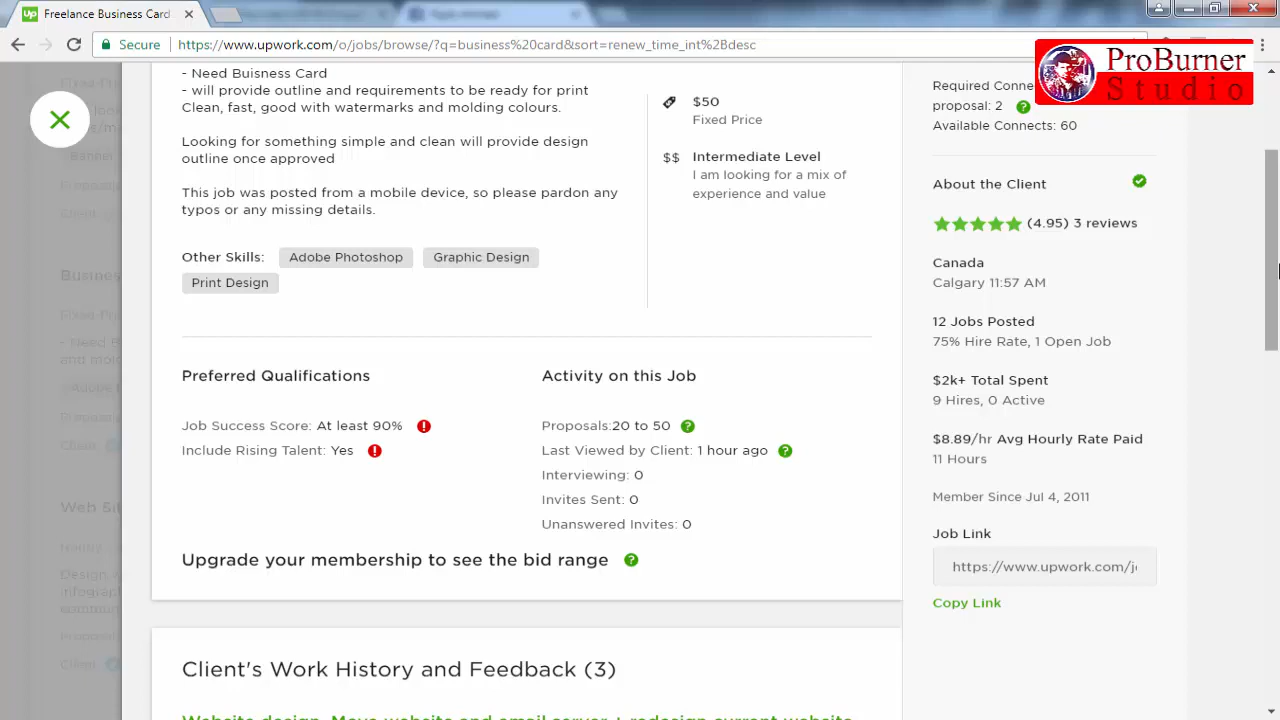 Freelance Business Card
Secure
https://www.upwork.com/o/jobs/browse/?q=business%20card&sort=renew_time_int%2Bdesc
ProBurner
Studio
- Need Buisness Card
- will provide outline and requirements to be ready for print
Clean, fast, good with watermarks and molding colours.
Looking for something simple and clean will provide design
outline once approved
This job was posted from a mobile device, so please pardon any
typos or any missing details.
Other Skills: Adobe Photoshop Graphic Design
Print Design
$50
Fixed Price
$$ Intermediate Level
I am looking for a mix of
experience and value
Preferred Qualifications
Job Success Score: At least 90%
Include Rising Talent: Yes
Activity on this Job
Proposals:20 to 50
Last Viewed by Client: 1 hour ago
Interviewing: 0
Invites Sent: 0
Unanswered Invites: 0
Upgrade your membership to see the bid range
Client's Work History and Feedback (3)
Website design, Move website and email server + redesign current website
Required
proposal: 2
Available Connects: 60
About the Client
(4.95) 3 reviews
Canada
Calgary 11:57 AM
12 Jobs Posted
75% Hire Rate, 1 Open Job
$2k+ Total Spent
9 Hires, 0 Active
$8.89/hr Avg Hourly Rate Paid
11 Hours
Member Since Jul 4, 2011
Job Link
https://www.upwork.com/j
Copy Link